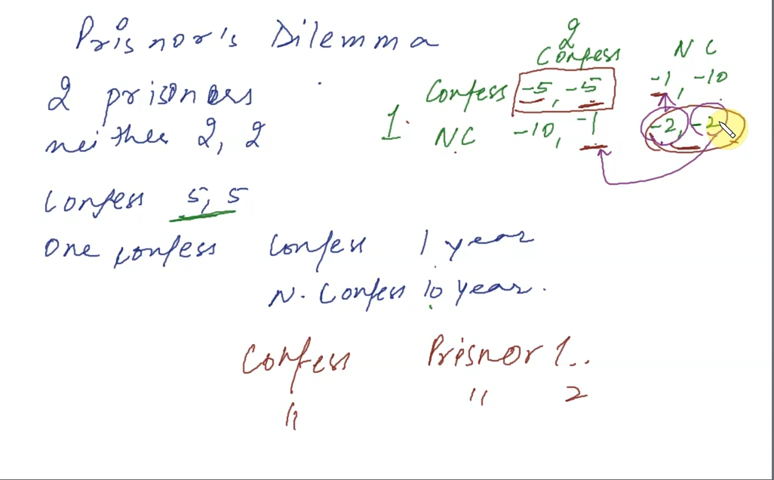 Prisnor's Dilemma
2 prisoners
neither 2, 2
Confess 5, 5
One confess Confess 1 year
N. Confess 10 year.
Confess Prisnor 1..
" " 2
2
Confess NC
Confess -5, -5 -1, -10
1. NC -10, -1 -2, -2